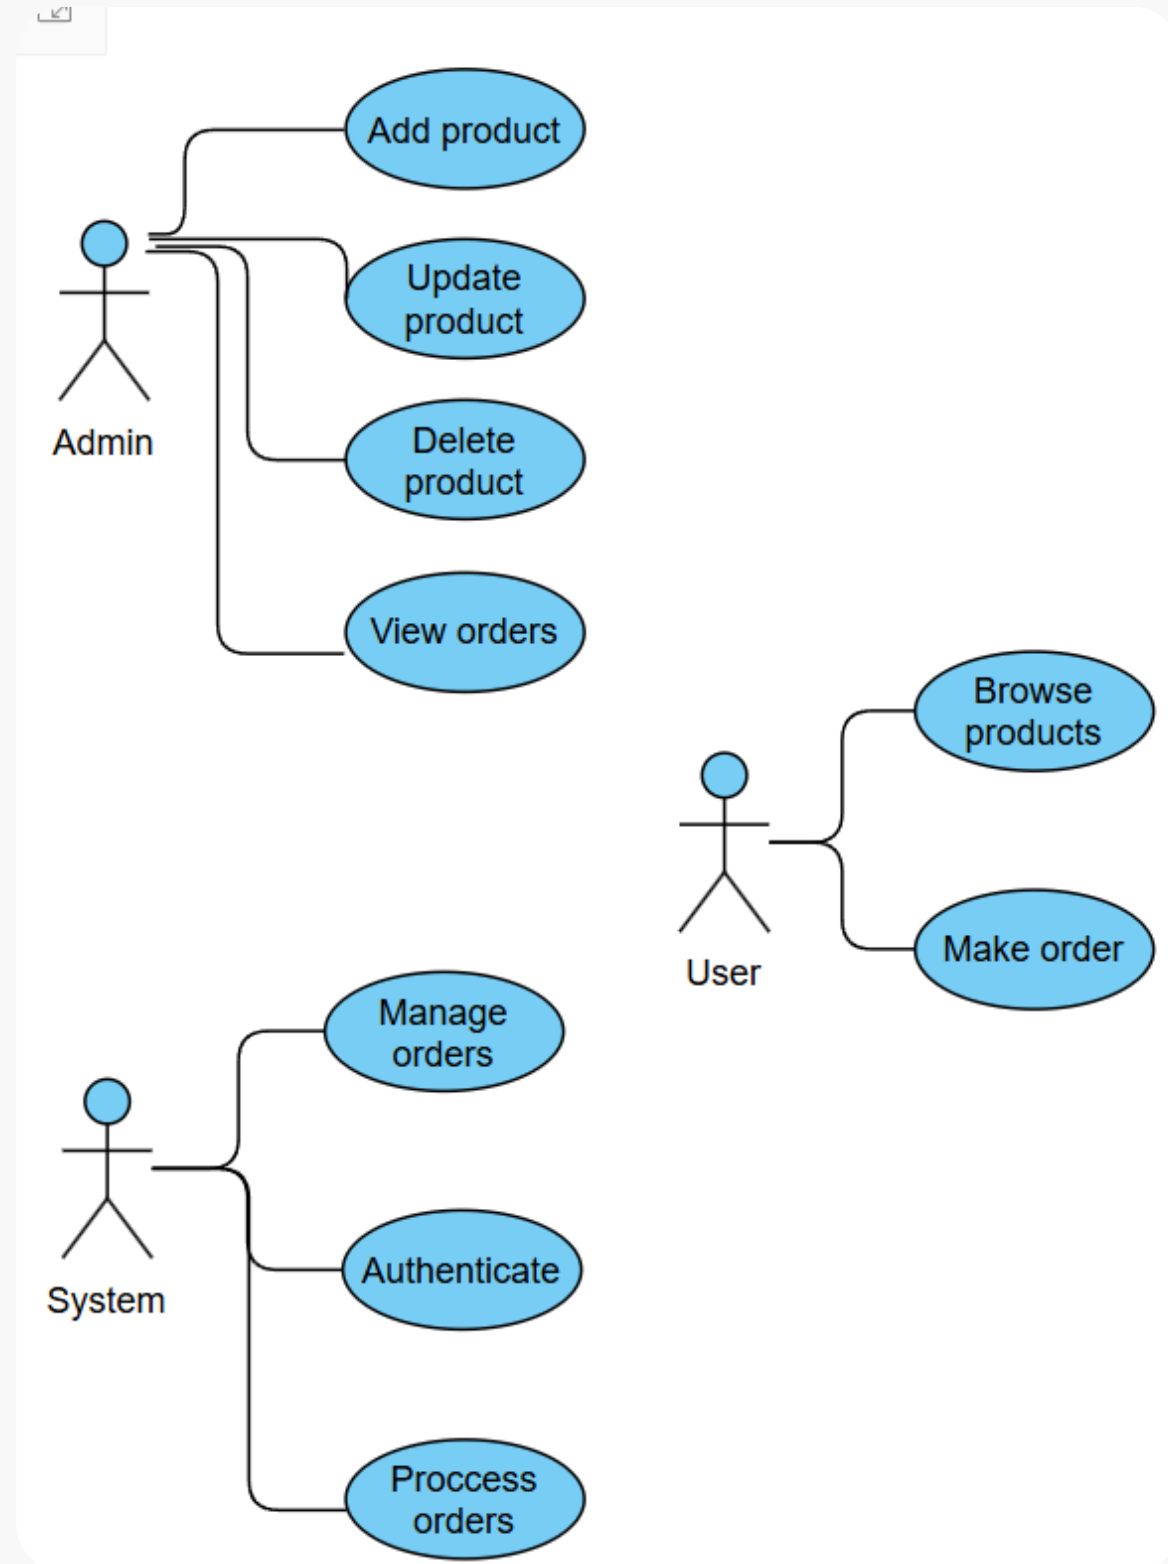 Add product
Update
product
Admin
Delete
product
View orders
Browse
products
User
Make order
Manage
orders
System
Authenticate
Proccess
orders